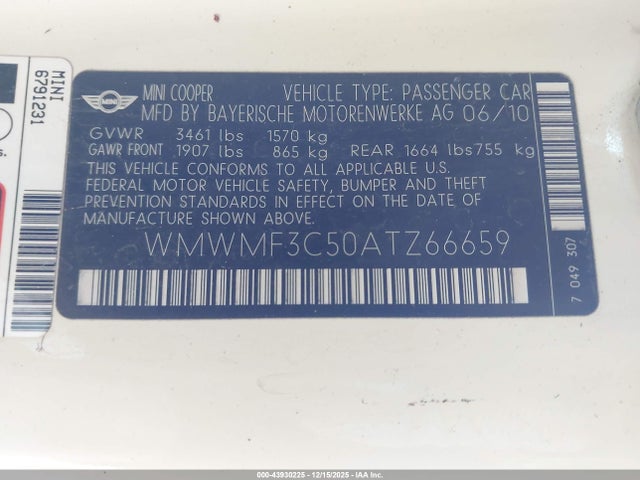 MINI
6791231
s.
MINI
MINI COOPER VEHICLE TYPE: PASSENGER CAR
MFD BY BAYERISCHE MOTORENWERKE AG 06/10
GVWR 3461 lbs 1570 kg
GAWR FRONT 1907 lbs 865 kg REAR 1664 lbs755 kg
THIS VEHICLE CONFORMS TO ALL APPLICABLE U.S.
FEDERAL MOTOR VEHICLE SAFETY, BUMPER AND THEFT
PREVENTION STANDARDS IN EFFECT ON THE DATE OF
MANUFACTURE SHOWN ABOVE.
WMWMF3C50ATZ66659
7 049 307
000-43930225 - 12/15/2025 - IAAI.COM